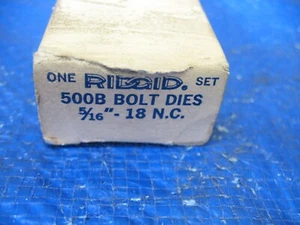 ONE RIDGID. SET
500B BOLT DIES
5/16"- 18 N.C.